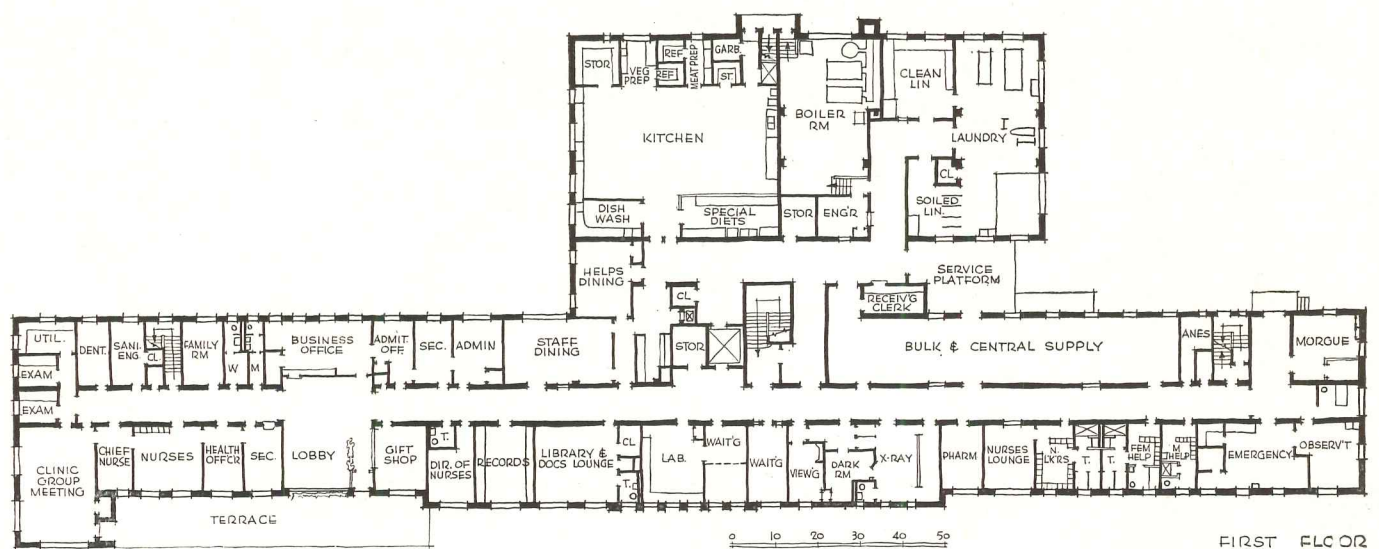 STOR
VEG
PREP
REF
REF
MEAT PREP
GARB.
ST.
CLEAN
LIN
BOILER
RM
KITCHEN
LAUNDRY
CL
SOILED
LIN.
DISH
WASH
SPECIAL
DIETS
STOR
ENG'R
HELPS
DINING
SERVICE
PLATFORM
CL
RECEIV'G
CLERK
UTIL.
DENT.
SANI.
ENG.
CL.
FAMILY
RM
W
M
BUSINESS
OFFICE
ADMIT.
OFF.
SEC.
ADMIN
STAFF
DINING
STOR
BULK & CENTRAL SUPPLY
ANES
MORGUE
EXAM
EXAM
CLINIC
GROUP
MEETING
CHIEF
NURSE
NURSES
HEALTH
OFF'CR
SEC.
LOBBY
GIFT
SHOP
T.
DIR. OF
NURSES
RECORDS
LIBRARY &
DOCS LOUNGE
CL
T.
LAB.
WAIT'G
WAIT'G
VIEW'G
DARK
RM
X-RAY
PHARM
NURSES
LOUNGE
N.
LK'RS
T.
T.
FEM
HELP
M
HELP
EMERGENCY
OBSERV'T
TERRACE
0 10 20 30 40 50
FIRST FLOOR